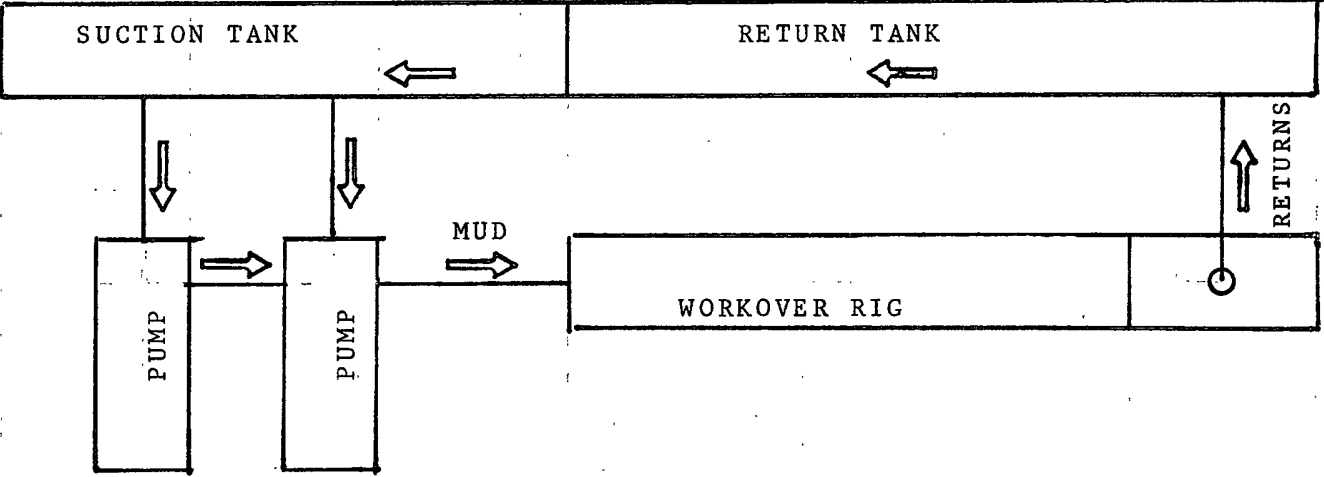 SUCTION TANK
RETURN TANK
RETURNS
MUD
PUMP
PUMP
WORKOVER RIG